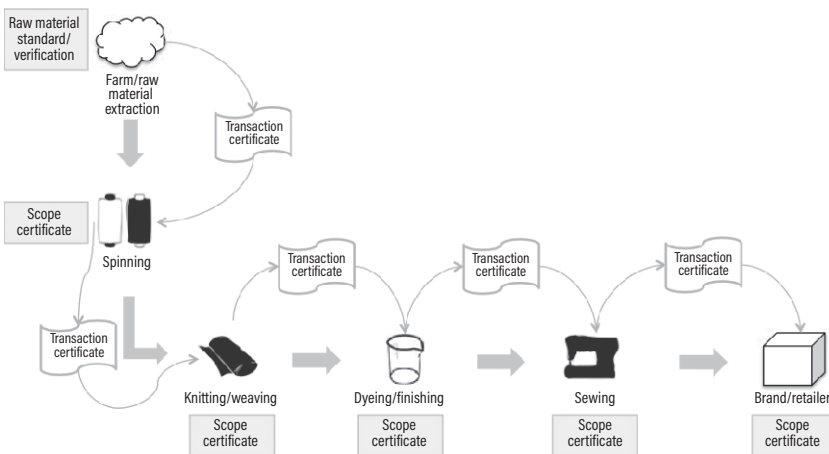 Raw material
standard/
verification
Farm/raw
material
extraction
Transaction
certificate
Scope
certificate
Spinning
Transaction
certificate
Transaction
certificate
Transaction
certificate
Transaction
certificate
Knitting/weaving
Dyeing/finishing
Sewing
Brand/retailer
Scope
certificate
Scope
certificate
Scope
certificate
Scope
certificate